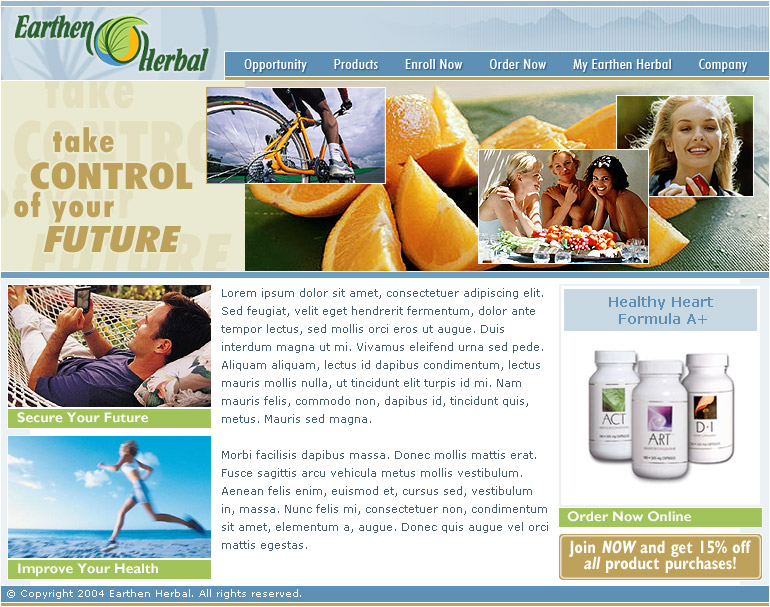 Earthen
Herbal
Opportunity Products Enroll Now Order Now My Earthen Herbal Company
take
CONTROL
of your
FUTURE
take
CONTROL
of your
FUTURE
Secure Your Future
Improve Your Health
Lorem ipsum dolor sit amet, consectetuer adipiscing elit.
Sed feugiat, velit eget hendrerit fermentum, dolor ante
tempor lectus, sed mollis orci eros ut augue. Duis
interdum magna ut mi. Vivamus eleifend urna sed pede.
Aliquam aliquam, lectus id dapibus condimentum, lectus
mauris mollis nulla, ut tincidunt elit turpis id mi. Nam
mauris felis, commodo non, dapibus id, tincidunt quis,
metus. Mauris sed magna.
Morbi facilisis dapibus massa. Donec mollis mattis erat.
Fusce sagittis arcu vehicula metus mollis vestibulum.
Aenean felis enim, euismod et, cursus sed, vestibulum
in, massa. Nunc felis mi, consectetuer non, condimentum
sit amet, elementum a, augue. Donec quis augue vel orci
mattis egestas.
Healthy Heart
Formula A+
ACT
ART
D·I
Order Now Online
Join NOW and get 15% off
all product purchases!
© Copyright 2004 Earthen Herbal. All rights reserved.